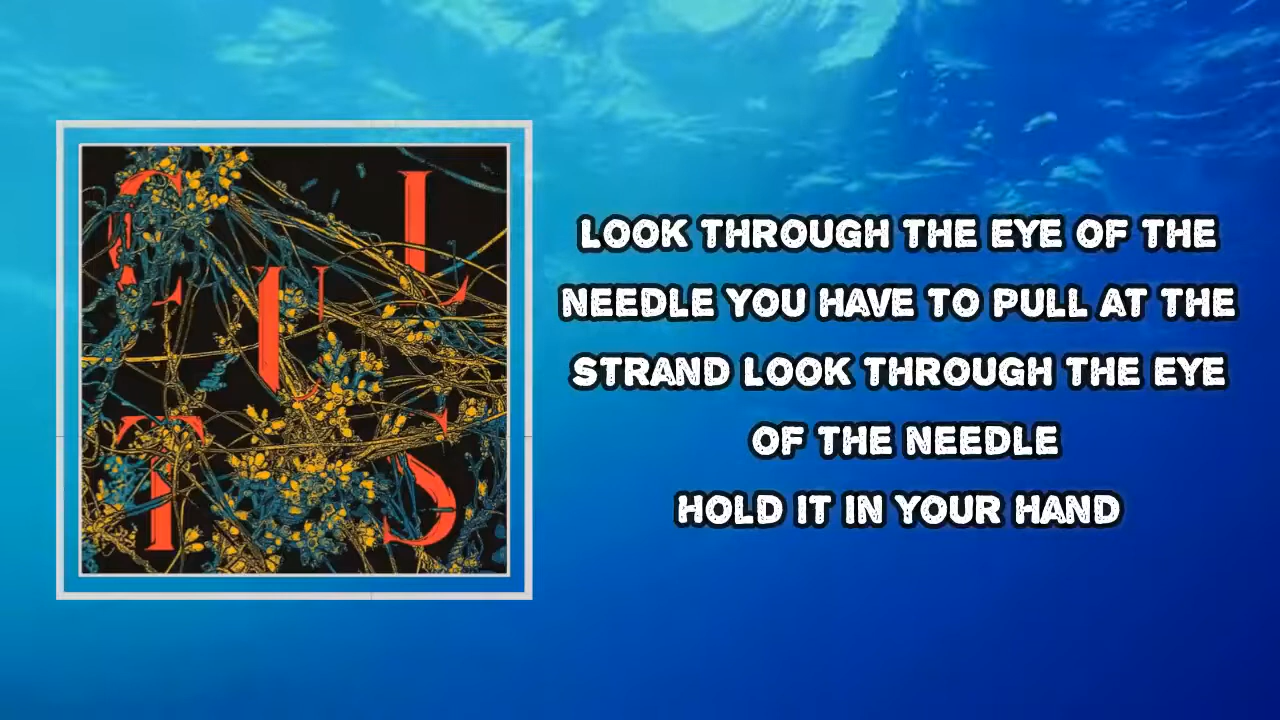 C L
U
T S
LOOK THROUGH THE EYE OF THE
NEEDLE YOU HAVE TO PULL AT THE
STRAND LOOK THROUGH THE EYE
OF THE NEEDLE
HOLD IT IN YOUR HAND